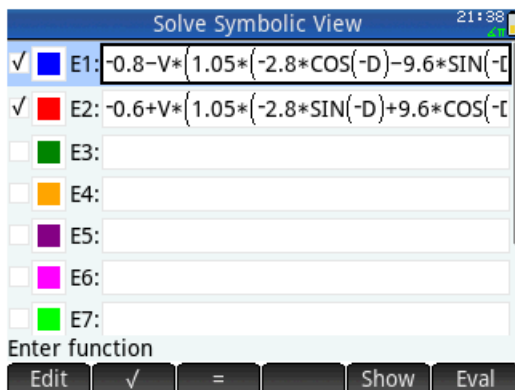 Solve Symbolic View 21:38
∡π
√ E1: -0.8-V*(1.05*(-2.8*COS(-D)-9.6*SIN(-D
√ E2: -0.6+V*(1.05*(-2.8*SIN(-D)+9.6*COS(-D
E3:
E4:
E5:
E6:
E7:
Enter function
Edit √ = Show Eval